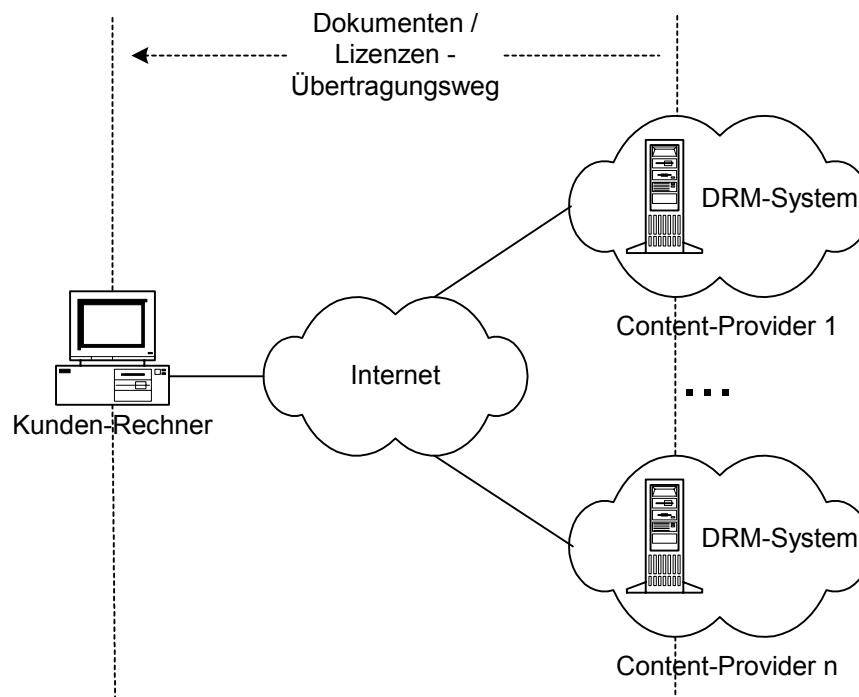 Dokumenten /
Lizenzen -
Übertragungsweg
DRM-System
Content-Provider 1
Internet
...
Kunden-Rechner
DRM-System
Content-Provider n